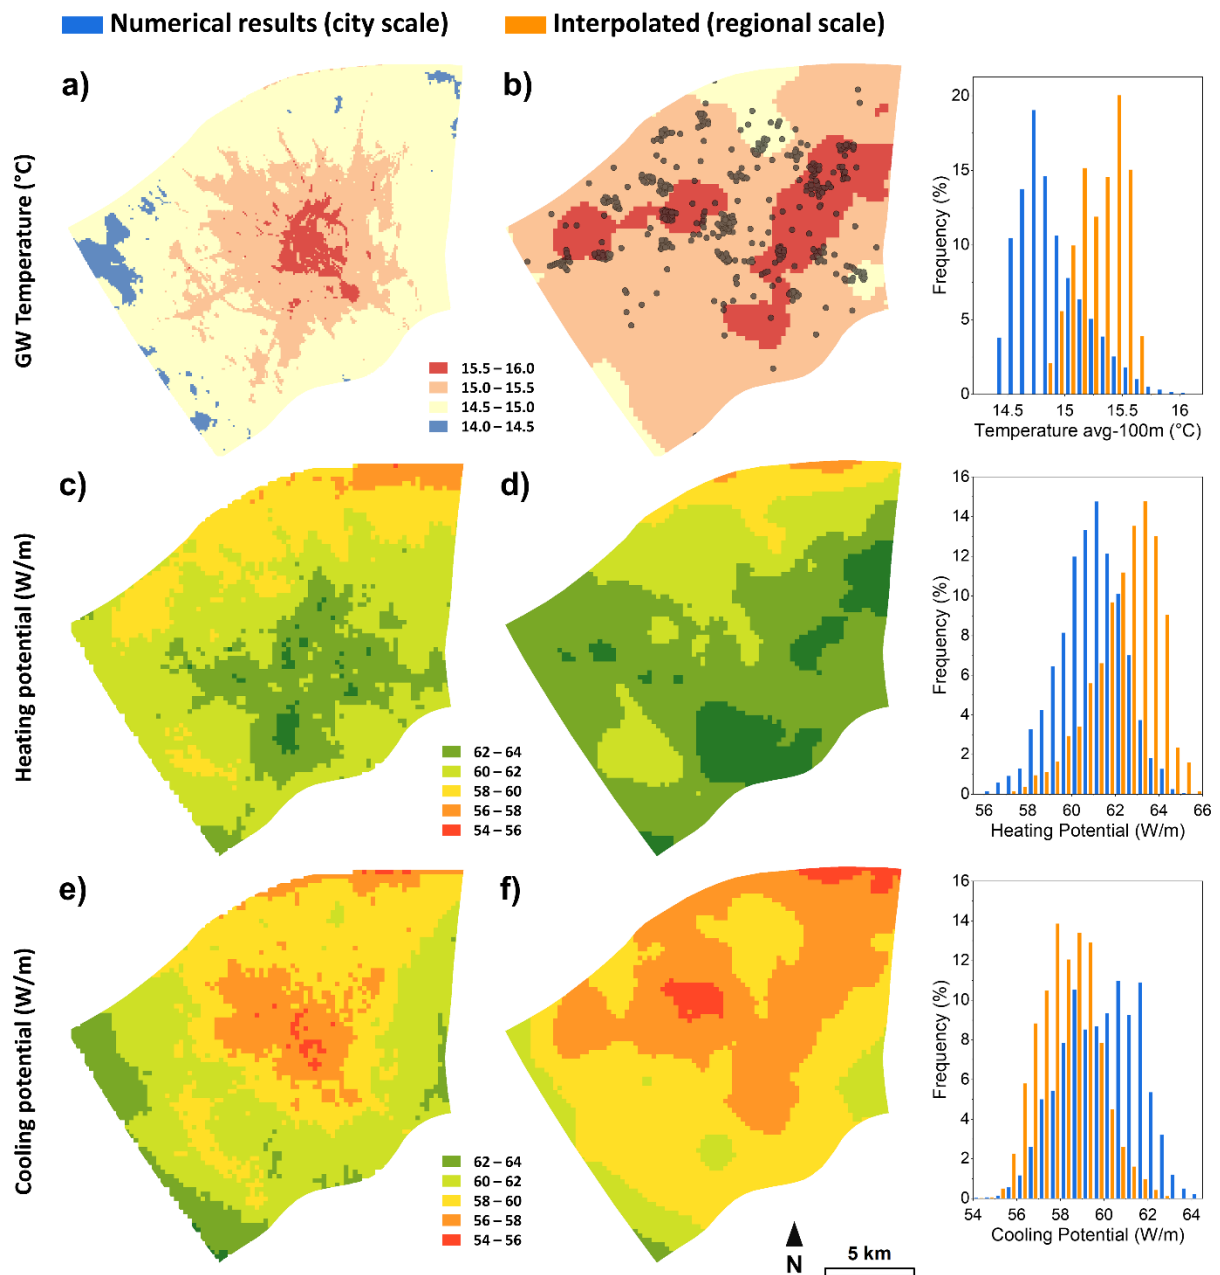 Numerical results (city scale)
Interpolated (regional scale)
a)
b)
GW Temperature (°C)
15.5 – 16.0
15.0 – 15.5
14.5 – 15.0
14.0 – 14.5
Frequency (%)
20
15
10
5
0
14.5 15 15.5 16
Temperature avg-100m (°C)
c)
d)
Heating potential (W/m)
62 – 64
60 – 62
58 – 60
56 – 58
54 – 56
Frequency (%)
16
14
12
10
8
6
4
2
0
56 58 60 62 64 66
Heating Potential (W/m)
e)
f)
Cooling potential (W/m)
62 – 64
60 – 62
58 – 60
56 – 58
54 – 56
N
5 km
Frequency (%)
16
14
12
10
8
6
4
2
0
54 56 58 60 62 64
Cooling Potential (W/m)